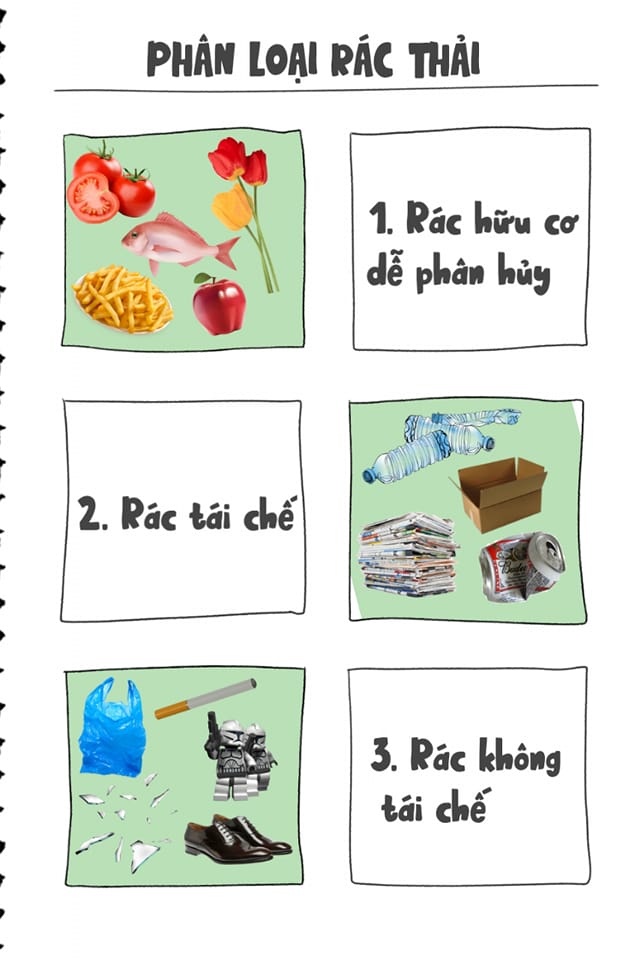 PHÂN LOẠI RÁC THẢI
1. Rác hữu cơ
dễ phân hủy
2. Rác tái chế
3. Rác không
tái chế